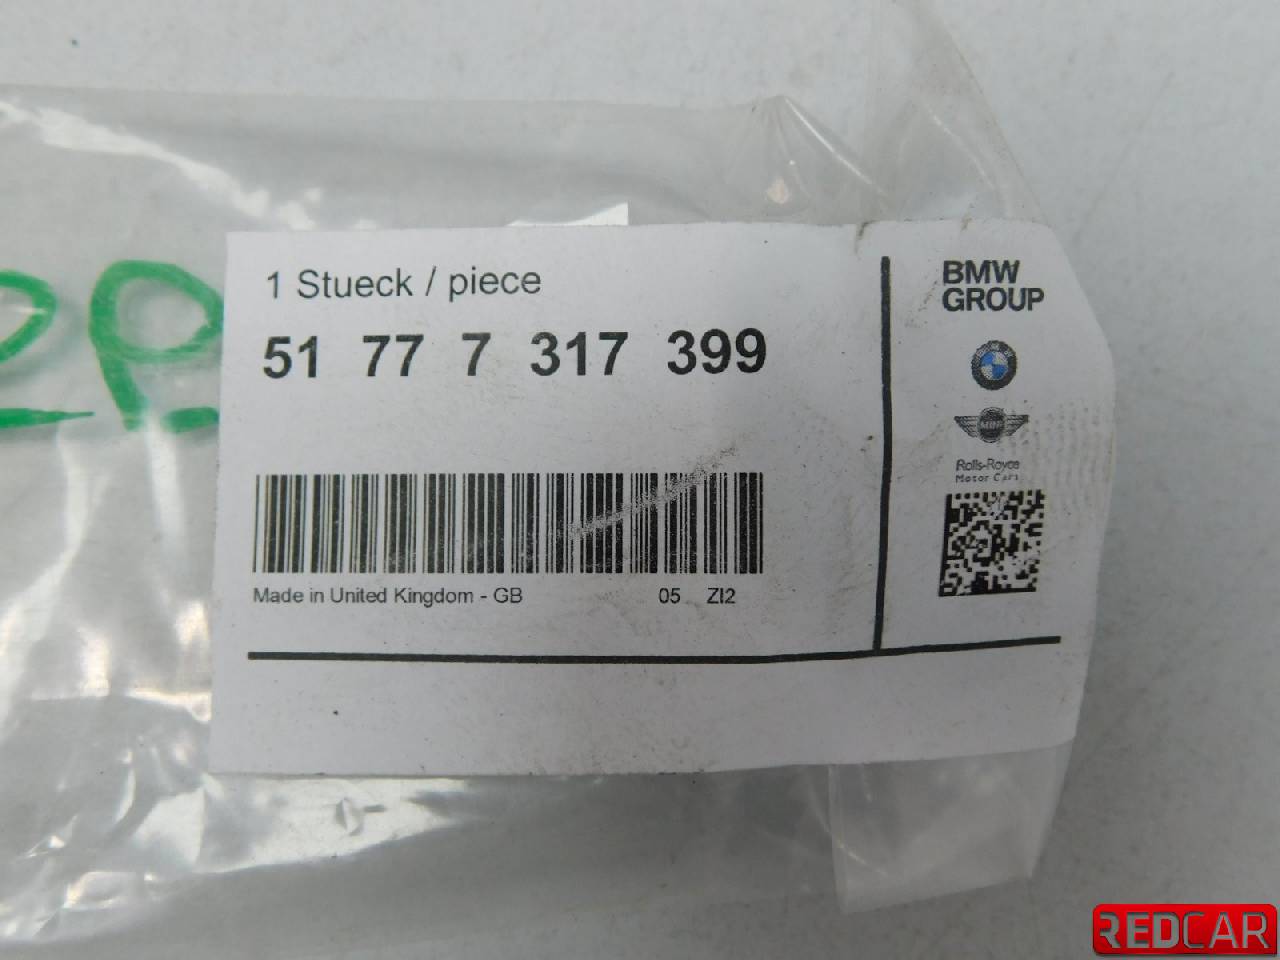 1 Stueck / piece
51 77 7 317 399
Made in United Kingdom - GB 05 ZI2
BMW
GROUP
MINI
Rolls-Royce
Motor Cars
REDCAR